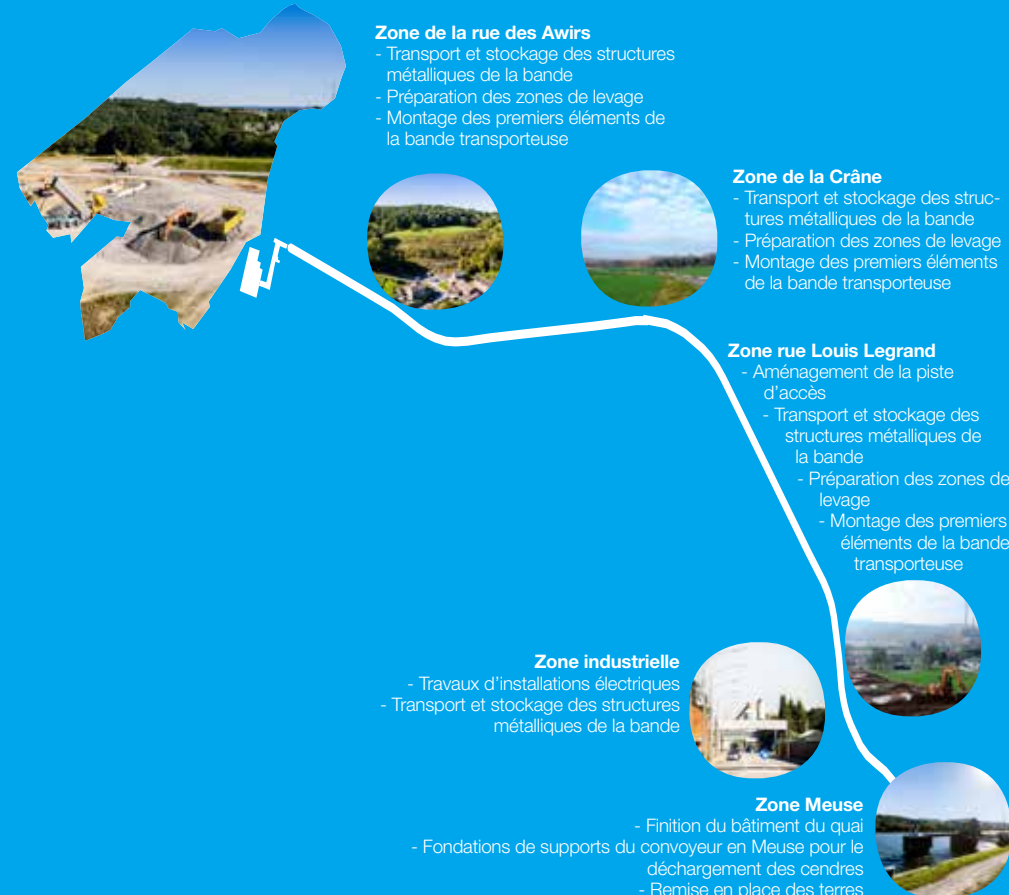 Zone de la rue des Awirs
- Transport et stockage des structures
métalliques de la bande
- Préparation des zones de levage
- Montage des premiers éléments de
la bande transporteuse
Zone de la Crâne
- Transport et stockage des struc-
tures métalliques de la bande
- Préparation des zones de levage
- Montage des premiers éléments
de la bande transporteuse
Zone rue Louis Legrand
- Aménagement de la piste
d'accès
- Transport et stockage des
structures métalliques de
la bande
- Préparation des zones de
levage
- Montage des premiers
éléments de la bande
transporteuse
Zone industrielle
- Travaux d'installations électriques
- Transport et stockage des structures
métalliques de la bande
Zone Meuse
- Finition du bâtiment du quai
- Fondations de supports du convoyeur en Meuse pour le
déchargement des cendres
- Remise en place des terres